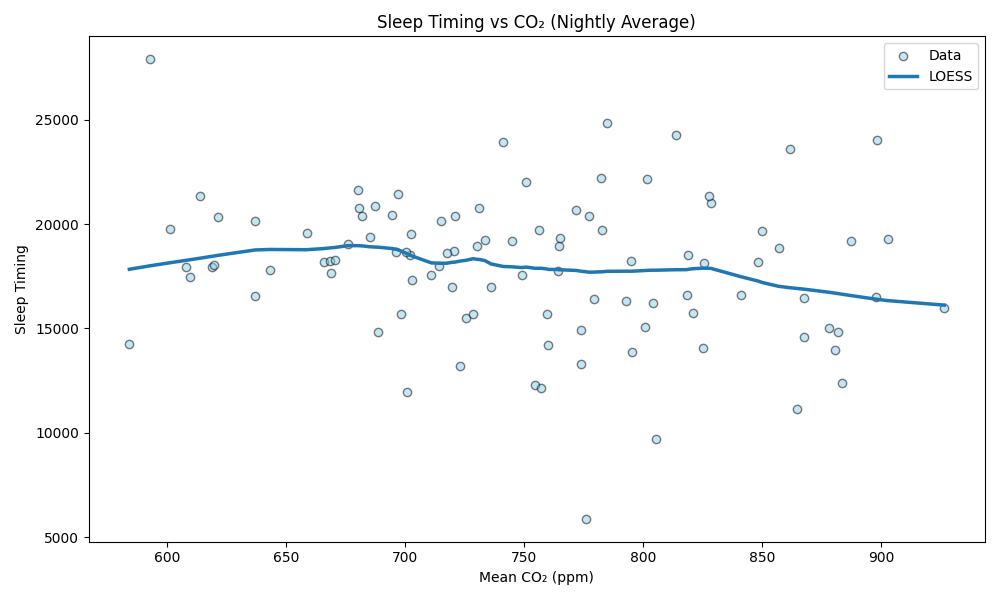 Sleep Timing vs CO₂ (Nightly Average)
Data
LOESS
Sleep Timing
25000
20000
15000
10000
5000
600 650 700 750 800 850 900
Mean CO₂ (ppm)